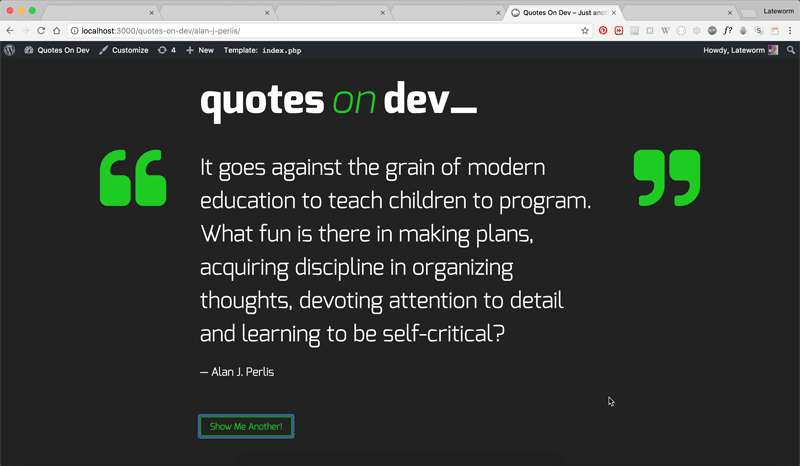 Quotes On Dev – Just ano
Lateworm
localhost:3000/quotes-on-dev/alan-j-perlis/
Quotes On Dev Customize 4 New Template: index.php Howdy, Lateworm
quotes on dev_
It goes against the grain of modern
education to teach children to program.
What fun is there in making plans,
acquiring discipline in organizing
thoughts, devoting attention to detail
and learning to be self-critical?
— Alan J. Perlis
Show Me Another!